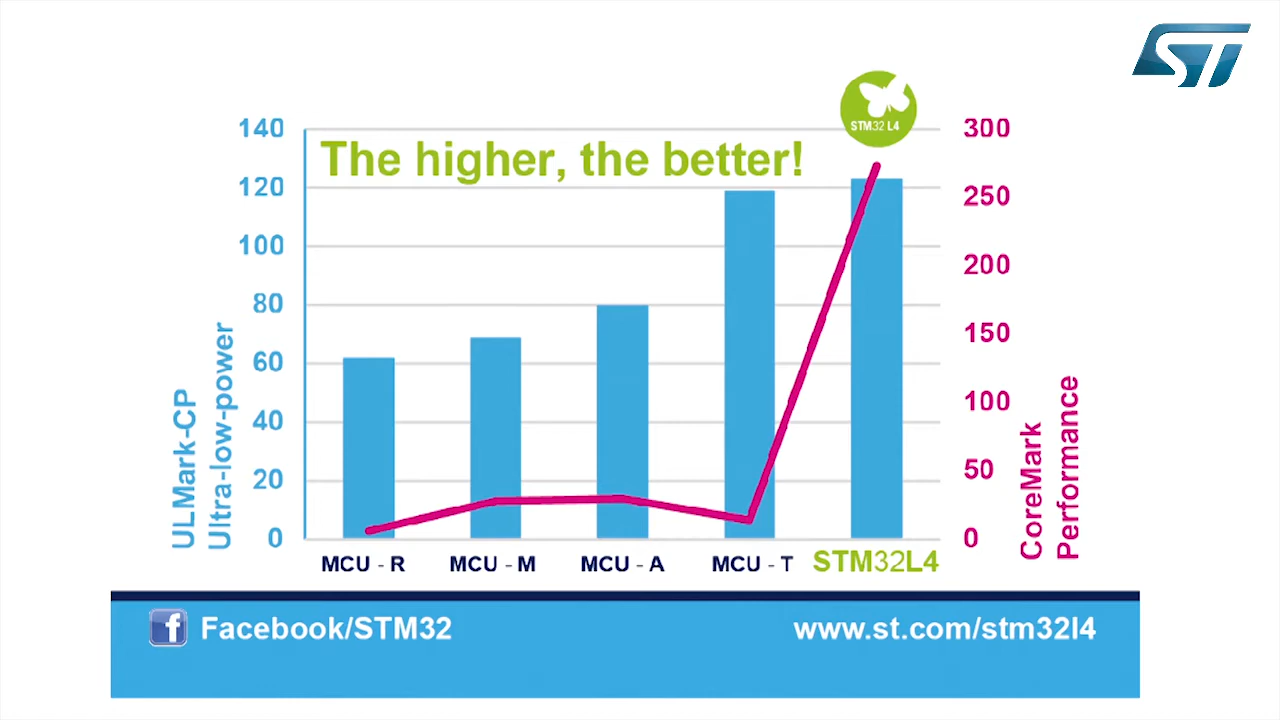 ST
STM32 L4
The higher, the better!
140
120
100
80
60
40
20
0
ULMark-CP
Ultra-low-power
300
250
200
150
100
50
0
CoreMark
Performance
MCU - R
MCU - M
MCU - A
MCU - T
STM32L4
Facebook/STM32
www.st.com/stm32l4